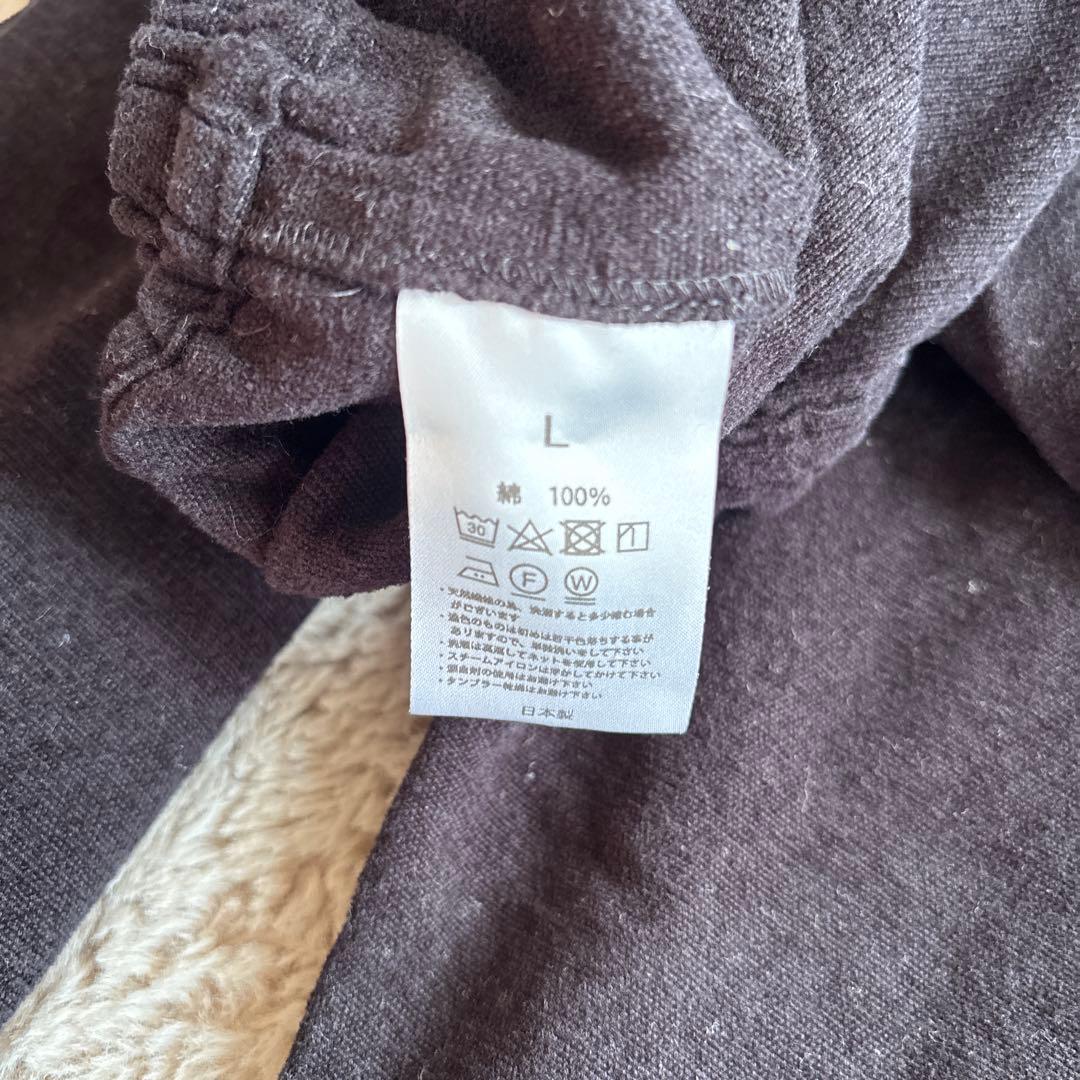 L
綿 100%
30
F W
・天然繊維の為、洗濯すると多少縮む場合
がございます
・濃色のものは初めは若干色落ちする事が
ありますので、単独洗いをして下さい
・洗濯は裏返してネットを使用して下さい
・スチームアイロンは浮かしてかけて下さい
・漂白剤の使用はお避け下さい
・タンブラー乾燥はお避け下さい
日本製